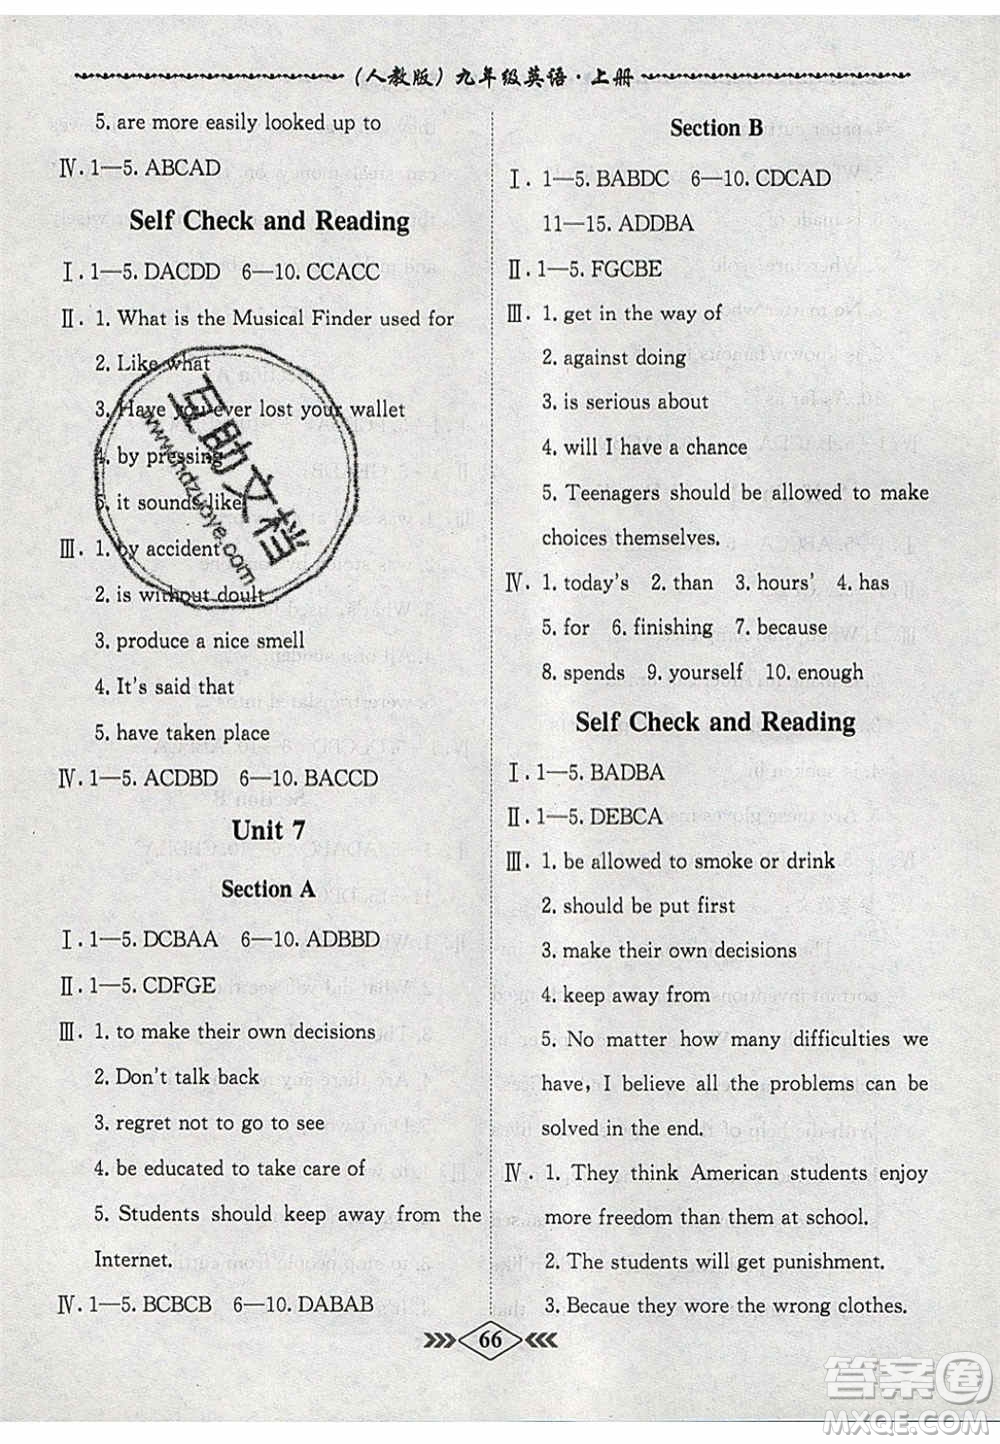 （人教版）九年级英语·上册
5. are more easily looked up to
Ⅳ. 1—5. ABCAD
Self Check and Reading
Ⅰ. 1—5. DACDD 6—10. CCACC
Ⅱ. 1. What is the Musical Finder used for
2. Like what
3. Have you ever lost your wallet
4. by pressing
5. it sounds like
Ⅲ. 1. by accident
2. is without doult
3. produce a nice smell
4. It's said that
5. have taken place
Ⅳ. 1—5. ACDBD 6—10. BACCD
Unit 7
Section A
Ⅰ. 1—5. DCBAA 6—10. ADBBD
Ⅱ. 1—5. CDFGE
Ⅲ. 1. to make their own decisions
2. Don't talk back
3. regret not to go to see
4. be educated to take care of
5. Students should keep away from the
Internet.
Ⅳ. 1—5. BCBCB 6—10. DABAB
Section B
Ⅰ. 1—5. BABDC 6—10. CDCAD
11—15. ADDBA
Ⅱ. 1—5. FGCBE
Ⅲ. 1. get in the way of
2. against doing
3. is serious about
4. will I have a chance
5. Teenagers should be allowed to make
choices themselves.
Ⅳ. 1. today's 2. than 3. hours' 4. has
5. for 6. finishing 7. because
8. spends 9. yourself 10. enough
Self Check and Reading
Ⅰ. 1—5. BADBA
Ⅱ. 1—5. DEBCA
Ⅲ. 1. be allowed to smoke or drink
2. should be put first
3. make their own decisions
4. keep away from
5. No matter how many difficulties we
have, I believe all the problems can be
solved in the end.
Ⅳ. 1. They think American students enjoy
more freedom than them at school.
2. The students will get punishment.
3. Becaue they wore the wrong clothes.
66
互助文档
www.hdzuoye.com
答案圈
MXQE.COM